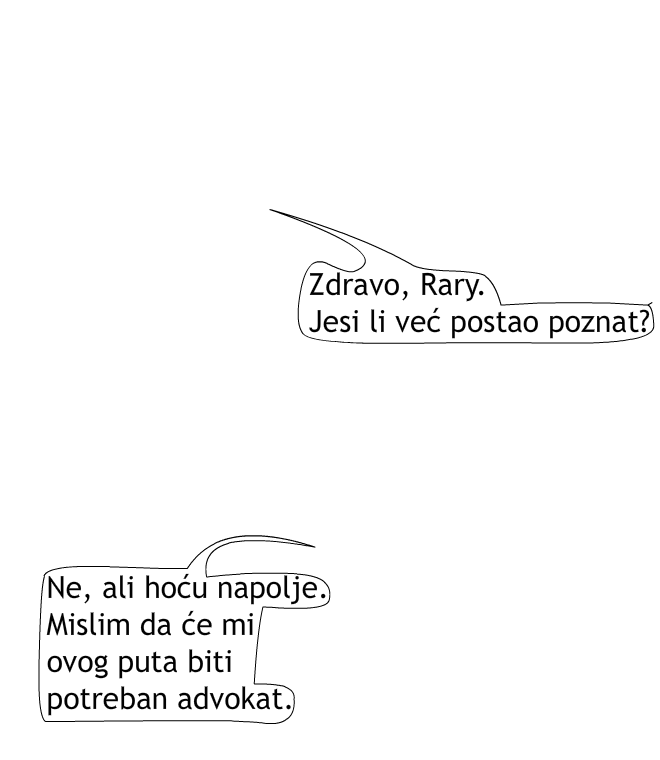 Zdravo, Rary.
Jesi li već postao poznat?
Ne, ali hoću napolje.
Mislim da će mi
ovog puta biti
potreban advokat.